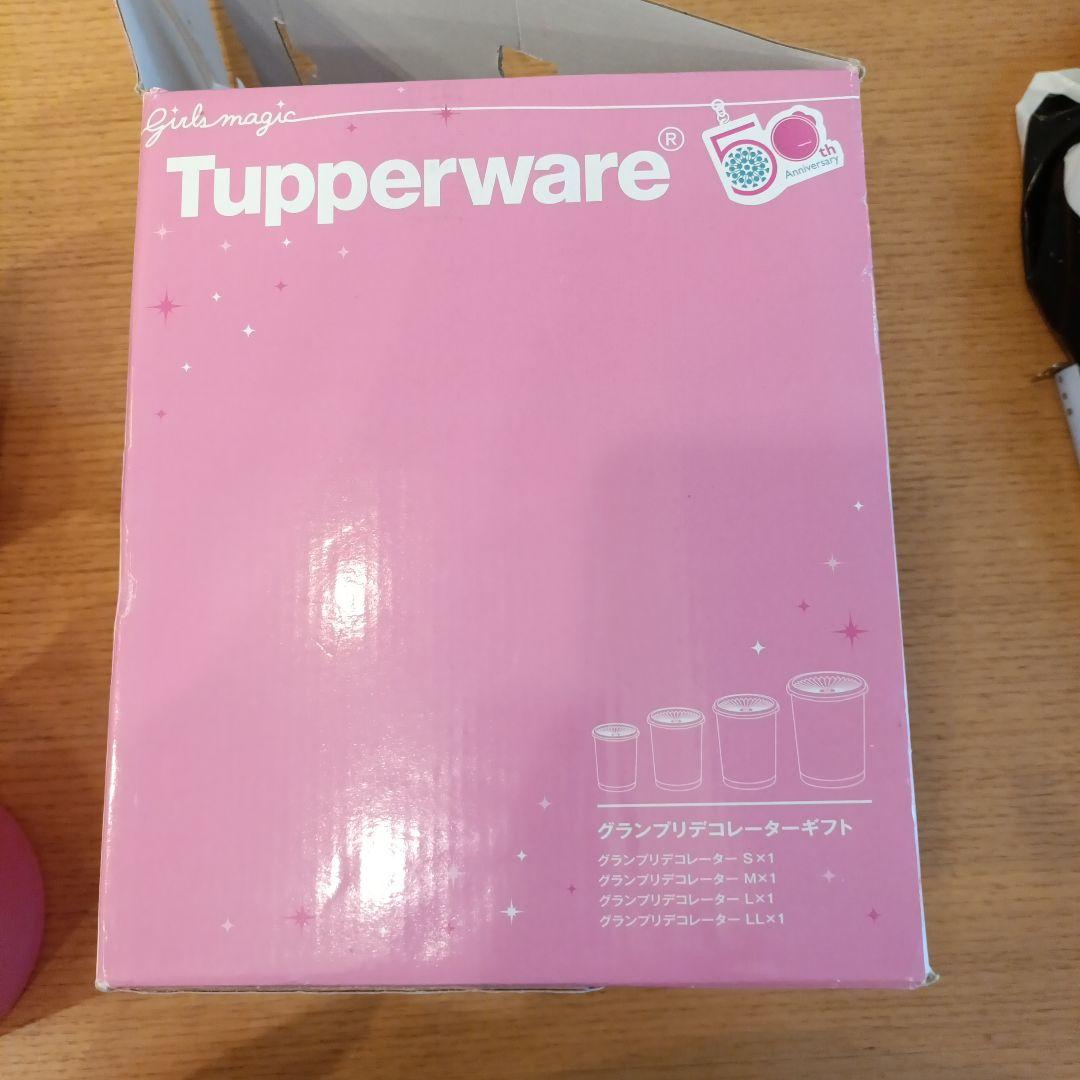 Girls magic
Tupperware®
50th
Anniversary
グランプリデコレーターギフト
グランプリデコレーター S×1
グランプリデコレーター M×1
グランプリデコレーター L×1
グランプリデコレーター LL×1